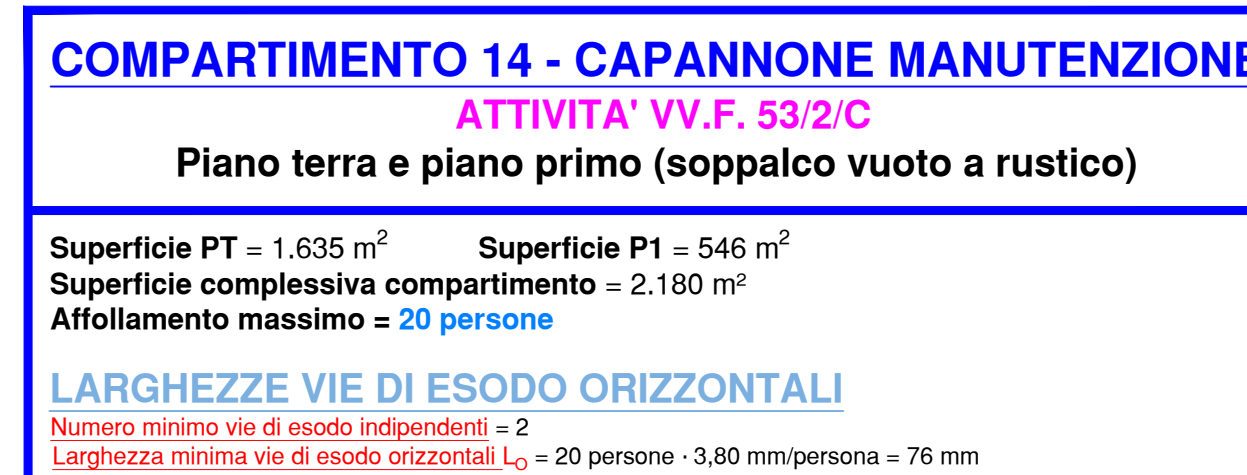 COMPARTIMENTO 14 - CAPANNONE MANUTENZIONE
ATTIVITA' VV.F. 53/2/C
Piano terra e piano primo (soppalco vuoto a rustico)
Superficie PT = 1.635 m² Superficie P1 = 546 m²
Superficie complessiva compartimento = 2.180 m²
Affollamento massimo = 20 persone
LARGHEZZE VIE DI ESODO ORIZZONTALI
Numero minimo vie di esodo indipendenti = 2
Larghezza minima vie di esodo orizzontali L_O = 20 persone · 3,80 mm/persona = 76 mm